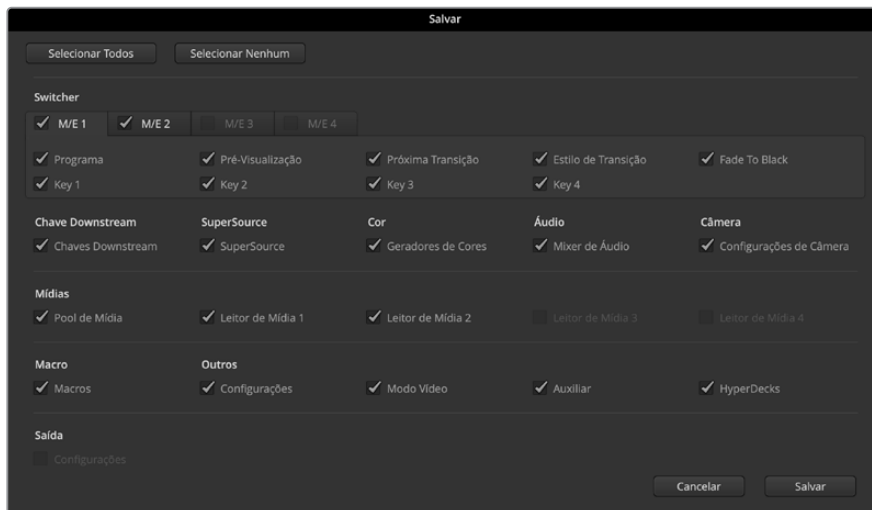 Salvar
Selecionar Todos Selecionar Nenhum
Switcher
M/E 1 M/E 2 M/E 3 M/E 4
Programa Pré-Visualização Próxima Transição Estilo de Transição Fade To Black
Key 1 Key 2 Key 3 Key 4
Chave Downstream SuperSource Cor Áudio Câmera
Chaves Downstream SuperSource Geradores de Cores Mixer de Áudio Configurações de Câmera
Mídias
Pool de Mídia Leitor de Mídia 1 Leitor de Mídia 2 Leitor de Mídia 3 Leitor de Mídia 4
Macro Outros
Macros Configurações Modo Vídeo Auxiliar HyperDecks
Saída
Configurações
Cancelar Salvar